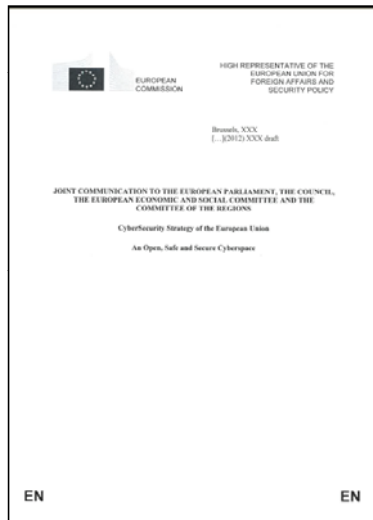 EUROPEAN
COMMISSION
HIGH REPRESENTATIVE OF THE
EUROPEAN UNION FOR
FOREIGN AFFAIRS AND
SECURITY POLICY
Brussels, XXX
[…](2012) XXX draft
JOINT COMMUNICATION TO THE EUROPEAN PARLIAMENT, THE COUNCIL,
THE EUROPEAN ECONOMIC AND SOCIAL COMMITTEE AND THE
COMMITTEE OF THE REGIONS
CyberSecurity Strategy of the European Union
An Open, Safe and Secure Cyberspace
EN EN